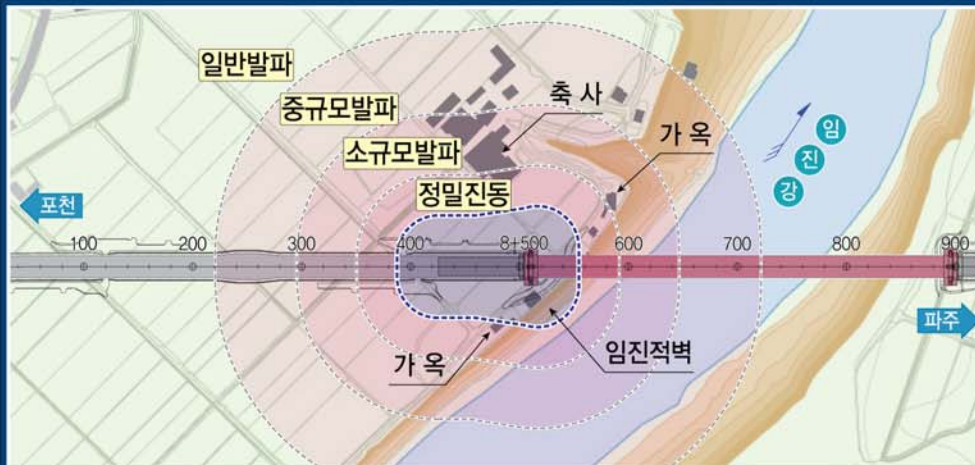 일반발파
중규모발파
축 사
소규모발파
가 옥
정밀진동
임
진
강
포천
100 200 300 400 8+500 600 700 800 900
파주
임진적벽
가 옥